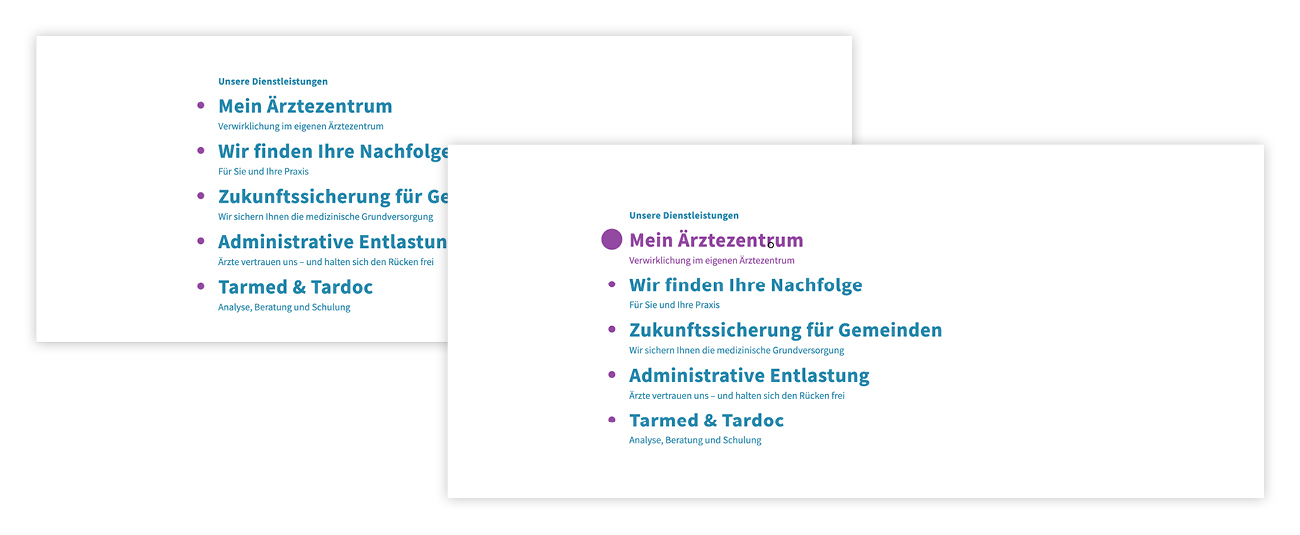 Unsere Dienstleistungen
Mein Ärztezentrum
Verwirklichung im eigenen Ärztezentrum
Wir finden Ihre Nachfolge
Für Sie und Ihre Praxis
Zukunftssicherung für Ge
Wir sichern Ihnen die medizinische Grundversorgung
Administrative Entlastun
Ärzte vertrauen uns – und halten sich den Rücken frei
Tarmed & Tardoc
Analyse, Beratung und Schulung
Unsere Dienstleistungen
Mein Ärztezentrum
Verwirklichung im eigenen Ärztezentrum
Wir finden Ihre Nachfolge
Für Sie und Ihre Praxis
Zukunftssicherung für Gemeinden
Wir sichern Ihnen die medizinische Grundversorgung
Administrative Entlastung
Ärzte vertrauen uns – und halten sich den Rücken frei
Tarmed & Tardoc
Analyse, Beratung und Schulung